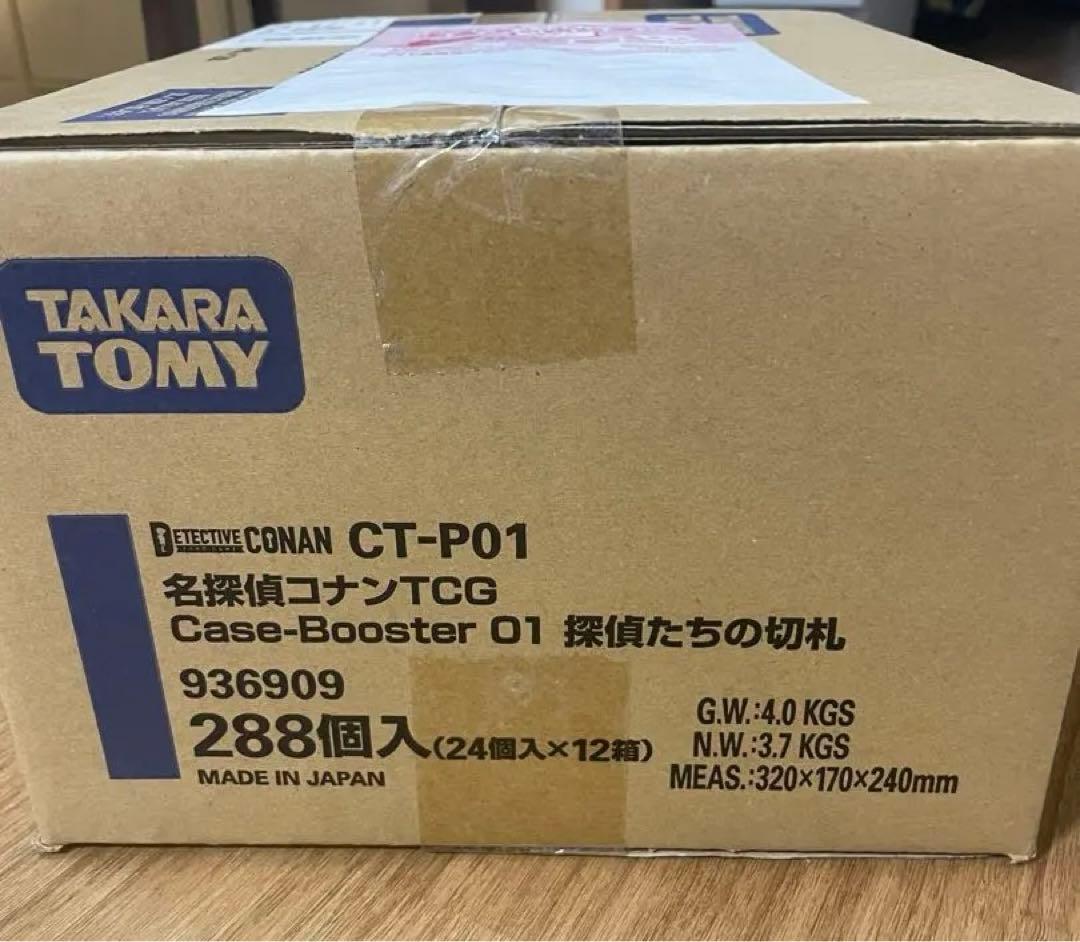 TAKARA
TOMY
DETECTIVE CONAN CT-P01
名探偵コナンTCG
Case-Booster 01 探偵たちの切札
936909
288個入(24個入×12箱)
MADE IN JAPAN
G.W.:4.0 KGS
N.W.:3.7 KGS
MEAS.:320×170×240mm